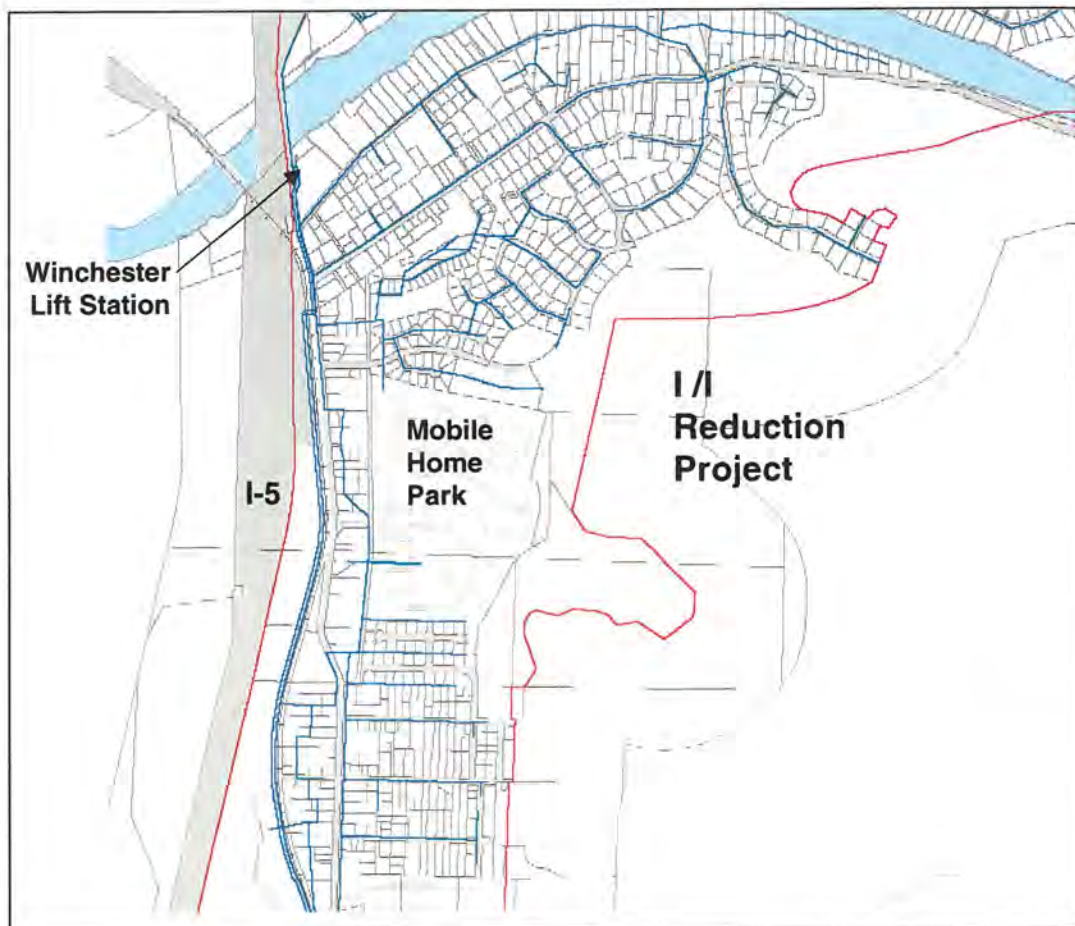 Winchester
Lift Station
I-5
Mobile
Home
Park
I /I
Reduction
Project